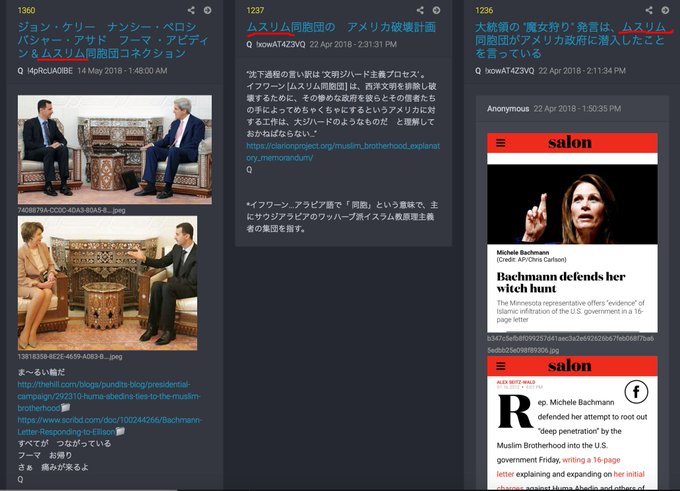 1360
ジョン・ケリー　ナンシー・ペロシ
バシャー・アサド　フーマ ・アビディ
ン & ムスリム同胞団コネクション
Q !4pRcUA0lBE 14 May 2018 - 1:48:00 AM
7408879A-CC0C-4DA3-80A5-8....jpeg
13818358-8E2E-4659-A083-B....jpeg
ま〜るい輪だ
http://thehill.com/blogs/pundits-blog/presidential-
campaign/292310-huma-abedins-ties-to-the-muslim-
brotherhood
https://www.scribd.com/doc/100244266/Bachmann-
Letter-Responding-to-Ellison
すべてが　つながっている
フーマ　お帰り
さぁ　痛みが来るよ
Q
1237
ムスリム同胞団の　アメリカ破壊計画
Q !xowAT4Z3VQ 22 Apr 2018 - 2:31:31 PM
“沈下過程の言い訳は ‘文明ジハード主義プロセス’ 。
イフワーン [ムスリム同胞団] は、西洋文明を排除し破
壊するために、その惨めな政府を彼らとその信者たち
の手によってめちゃくちゃにするというアメリカに対
する工作は、大ジハードのようなものだ　と理解して
おかねばならない...”
https://clarionproject.org/muslim_brotherhood_explanat
ory_memorandum/
Q
*イフワーン...アラビア語で「 同胞」という意味で、主
にサウジアラビアのワッハーブ派イスラム教原理主義
者の集団を指す。
1236
大統領の "魔女狩り" 発言は、ムスリム
同胞団がアメリカ政府に潜入したこと
を言っている
Q !xowAT4Z3VQ 22 Apr 2018 - 2:11:34 PM
Anonymous 22 Apr 2018 - 1:50:35 PM
salon
Michele Bachmann
(Credit: AP/Chris Carlson)
Bachmann defends her
witch hunt
The Minnesota representative offers "evidence" of
Islamic infiltration of the U.S. government in a 16-
page letter
b347c5efb8f099257d41aec3a2e692626b67feb068f7ba6
5edbb25e098f89306.jpg
salon
ALEX SEITZ-WALD
Rep. Michele Bachmann
defended her attempt to root out
"deep penetration" by the
Muslim Brotherhood into the U.S.
government Friday, writing a 16-page
letter explaining and expanding on her initial
charges against Huma Abedin and others of